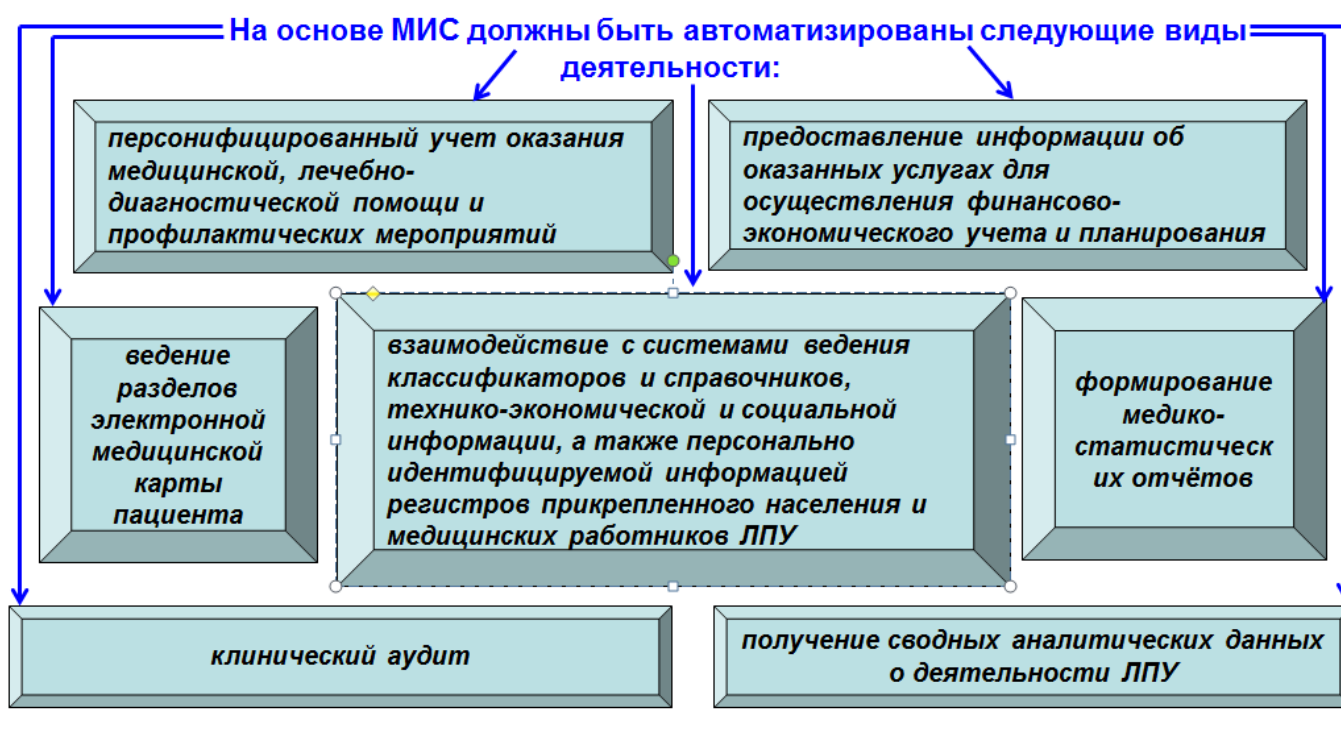 На основе МИС должны быть автоматизированы следующие виды
деятельности:
персонифицированный учет оказания
медицинской, лечебно-
диагностической помощи и
профилактических мероприятий
предоставление информации об
оказанных услугах для
осуществления финансово-
экономического учета и планирования
ведение
разделов
электронной
медицинской
карты
пациента
взаимодействие с системами ведения
классификаторов и справочников,
технико-экономической и социальной
информации, а также персонально
идентифицируемой информацией
регистров прикрепленного населения и
медицинских работников ЛПУ
формирование
медико-
статистическ
их отчётов
клинический аудит
получение сводных аналитических данных
о деятельности ЛПУ